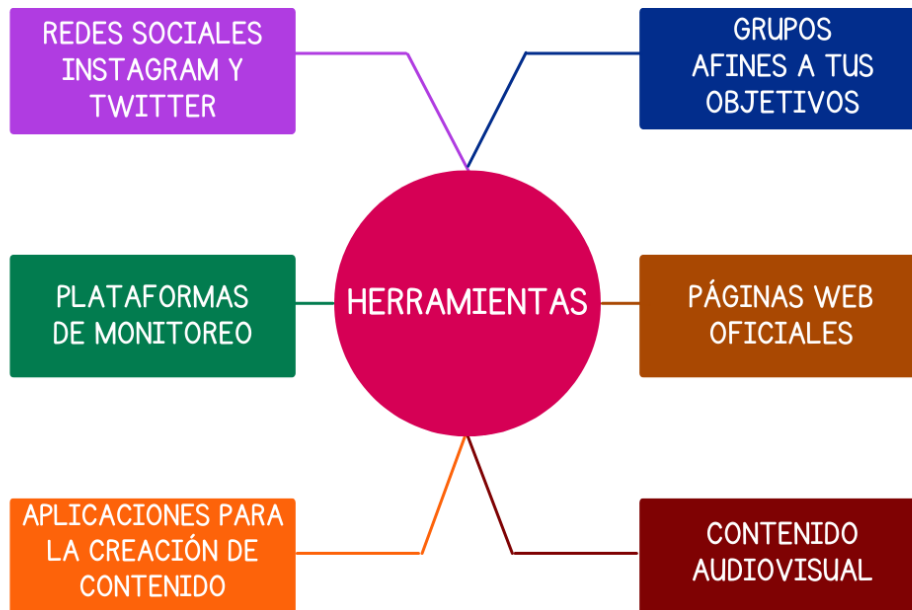 REDES SOCIALES
INSTAGRAM Y
TWITTER
GRUPOS
AFINES A TUS
OBJETIVOS
PLATAFORMAS
DE MONITOREO
HERRAMIENTAS
PÁGINAS WEB
OFICIALES
APLICACIONES PARA
LA CREACIÓN DE
CONTENIDO
CONTENIDO
AUDIOVISUAL